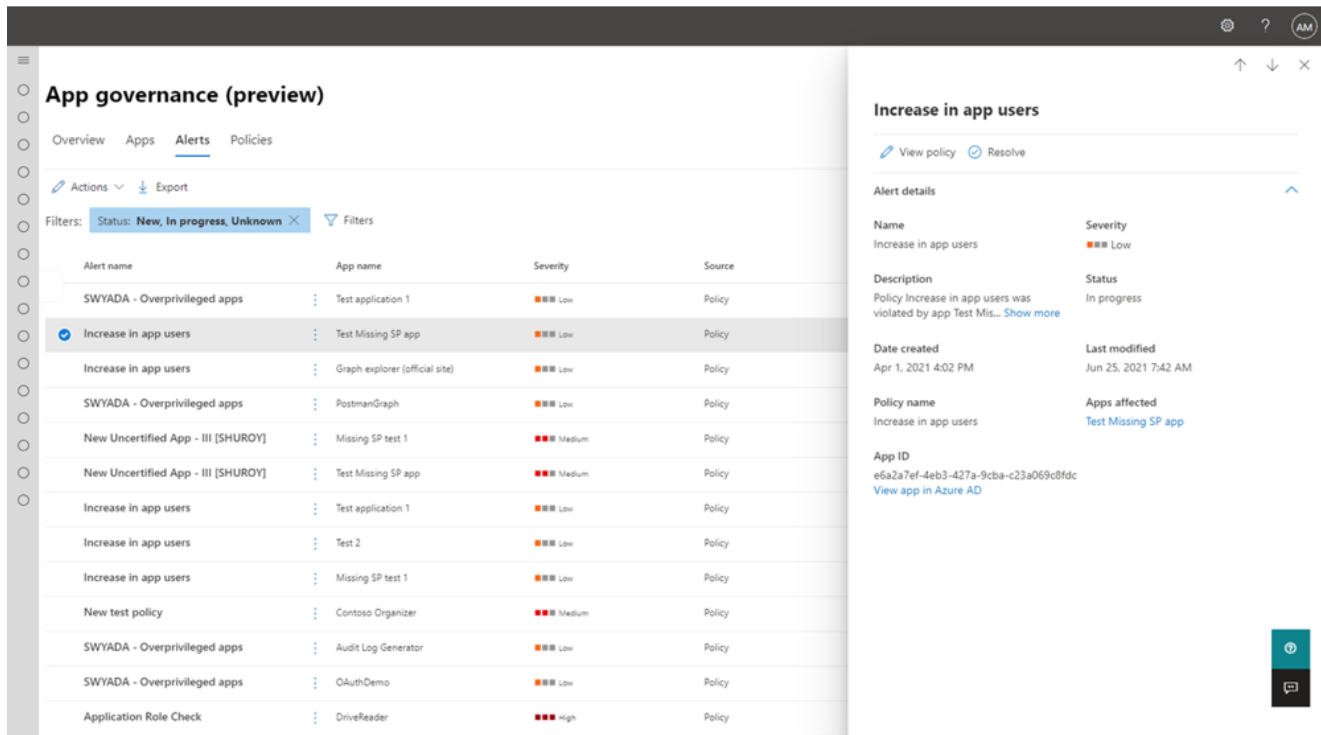 ? AM
App governance (preview)
Overview Apps Alerts Policies
Actions Export
Filters: Status: New, In progress, Unknown Filters
Alert name App name Severity Source
SWYADA - Overprivileged apps Test application 1 Low Policy
Increase in app users Test Missing SP app Low Policy
Increase in app users Graph explorer (official site) Low Policy
SWYADA - Overprivileged apps PostmanGraph Low Policy
New Uncertified App - III [SHUROY] Missing SP test 1 Medium Policy
New Uncertified App - III [SHUROY] Test Missing SP app Medium Policy
Increase in app users Test application 1 Low Policy
Increase in app users Test 2 Low Policy
Increase in app users Missing SP test 1 Low Policy
New test policy Contoso Organizer Medium Policy
SWYADA - Overprivileged apps Audit Log Generator Low Policy
SWYADA - Overprivileged apps OAuthDemo Low Policy
Application Role Check DriveReader High Policy
Increase in app users
View policy Resolve
Alert details
Name Severity
Increase in app users Low
Description Status
Policy Increase in app users was In progress
violated by app Test Mis... Show more
Date created Last modified
Apr 1, 2021 4:02 PM Jun 25, 2021 7:42 AM
Policy name Apps affected
Increase in app users Test Missing SP app
App ID
e6a2a7ef-4eb3-427a-9cba-c23a069c8fdc
View app in Azure AD